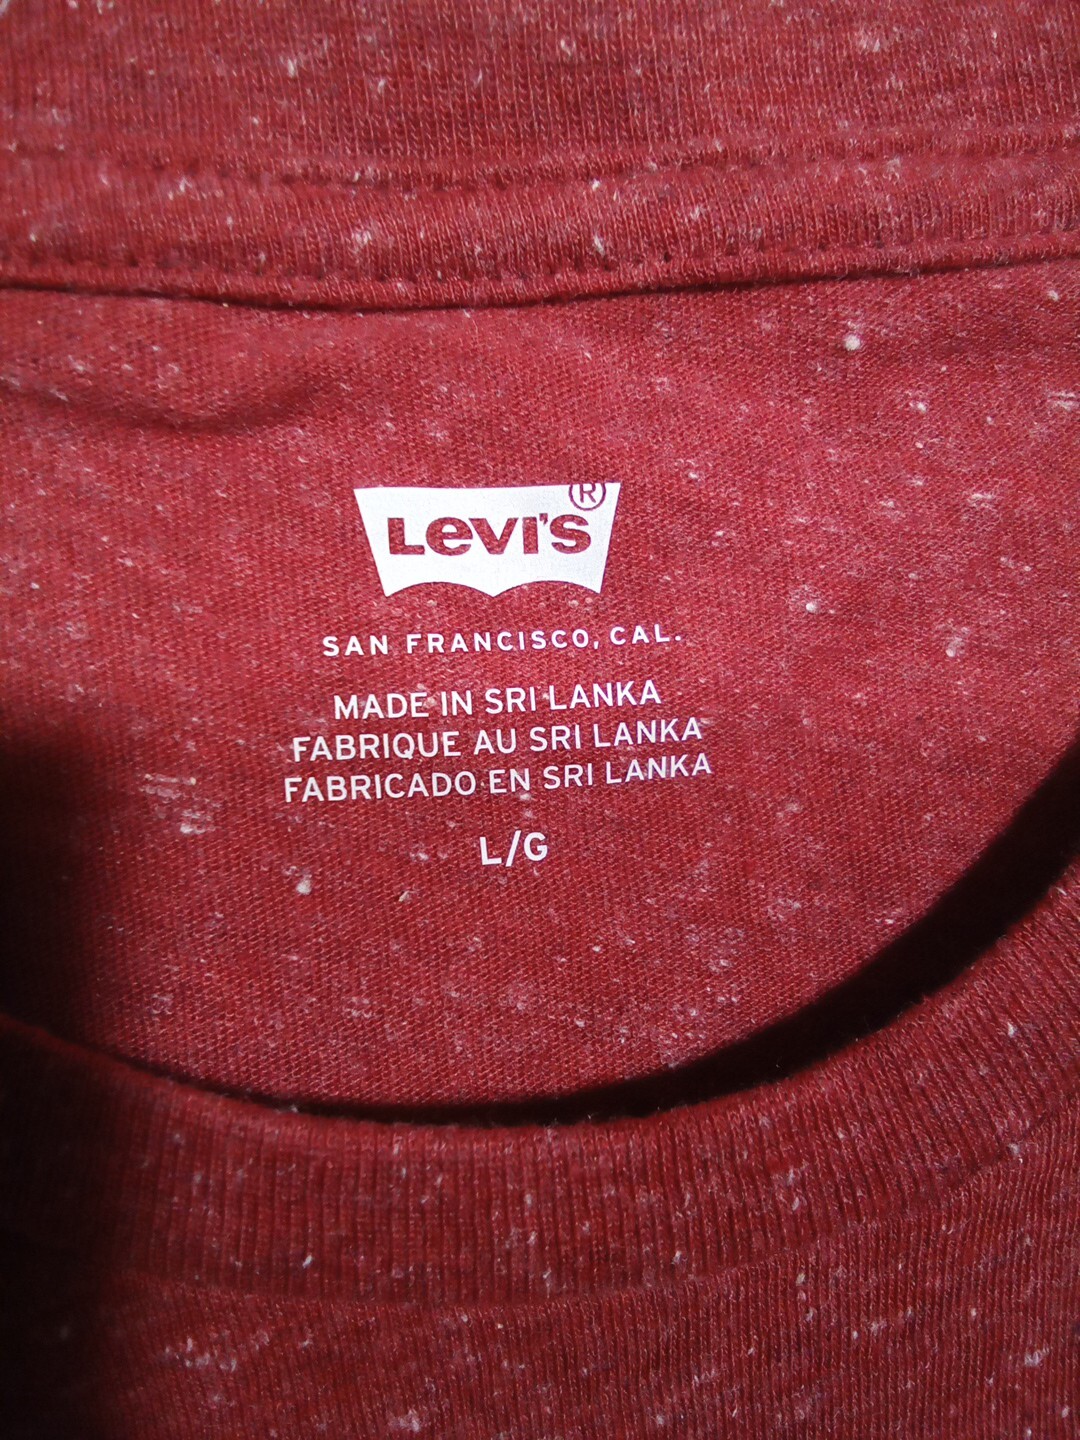 LEVI'S®
SAN FRANCISCO, CAL.
MADE IN SRI LANKA
FABRIQUE AU SRI LANKA
FABRICADO EN SRI LANKA
L/G